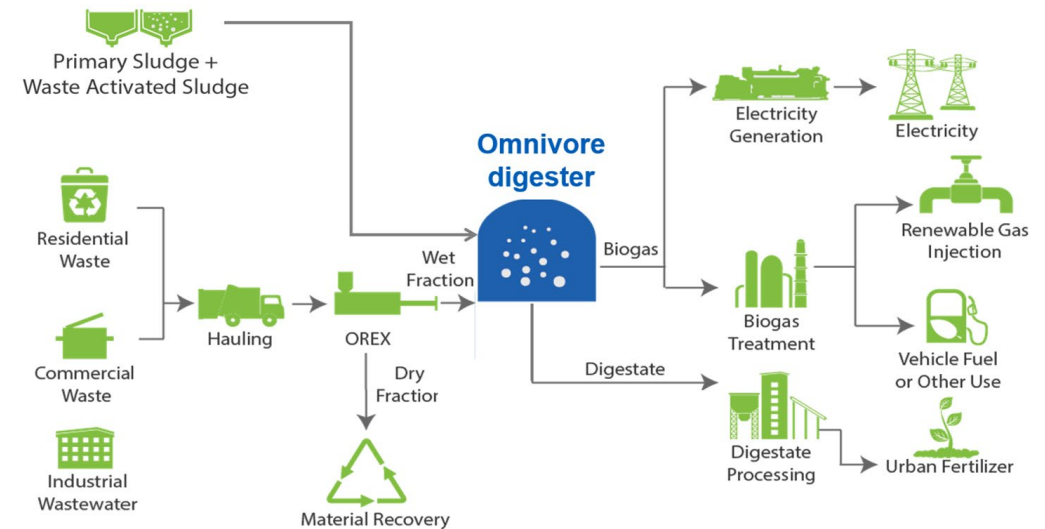 Primary Sludge +
Waste Activated Sludge
Residential
Waste
Commercial
Waste
Industrial
Wastewater
Hauling
OREX
Wet
Fraction
Dry
Fractior
Material Recovery
Omnivore
digester
Biogas
Digestate
Electricity
Generation
Electricity
Biogas
Treatment
Renewable Gas
Injection
Vehicle Fuel
or Other Use
Digestate
Processing
Urban Fertilizer